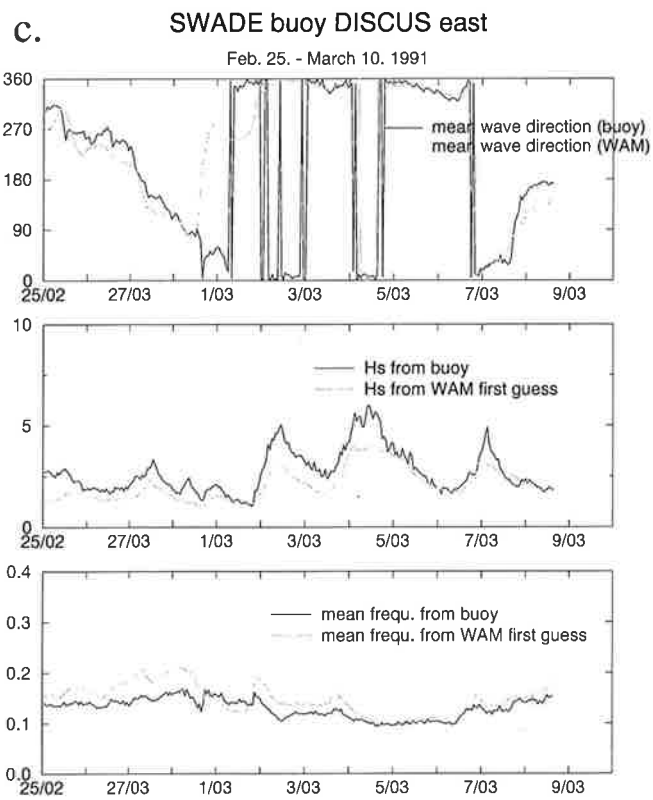 c.
SWADE buoy DISCUS east
Feb. 25. - March 10. 1991
360
270
180
90
0
mean wave direction (buoy)
mean wave direction (WAM)
25/02 27/03 1/03 3/03 5/03 7/03 9/03
10
5
0
Hs from buoy
Hs from WAM first guess
25/02 27/03 1/03 3/03 5/03 7/03 9/03
0.4
0.3
0.2
0.1
0.0
mean frequ. from buoy
mean frequ. from WAM first guess
25/02 27/03 1/03 3/03 5/03 7/03 9/03